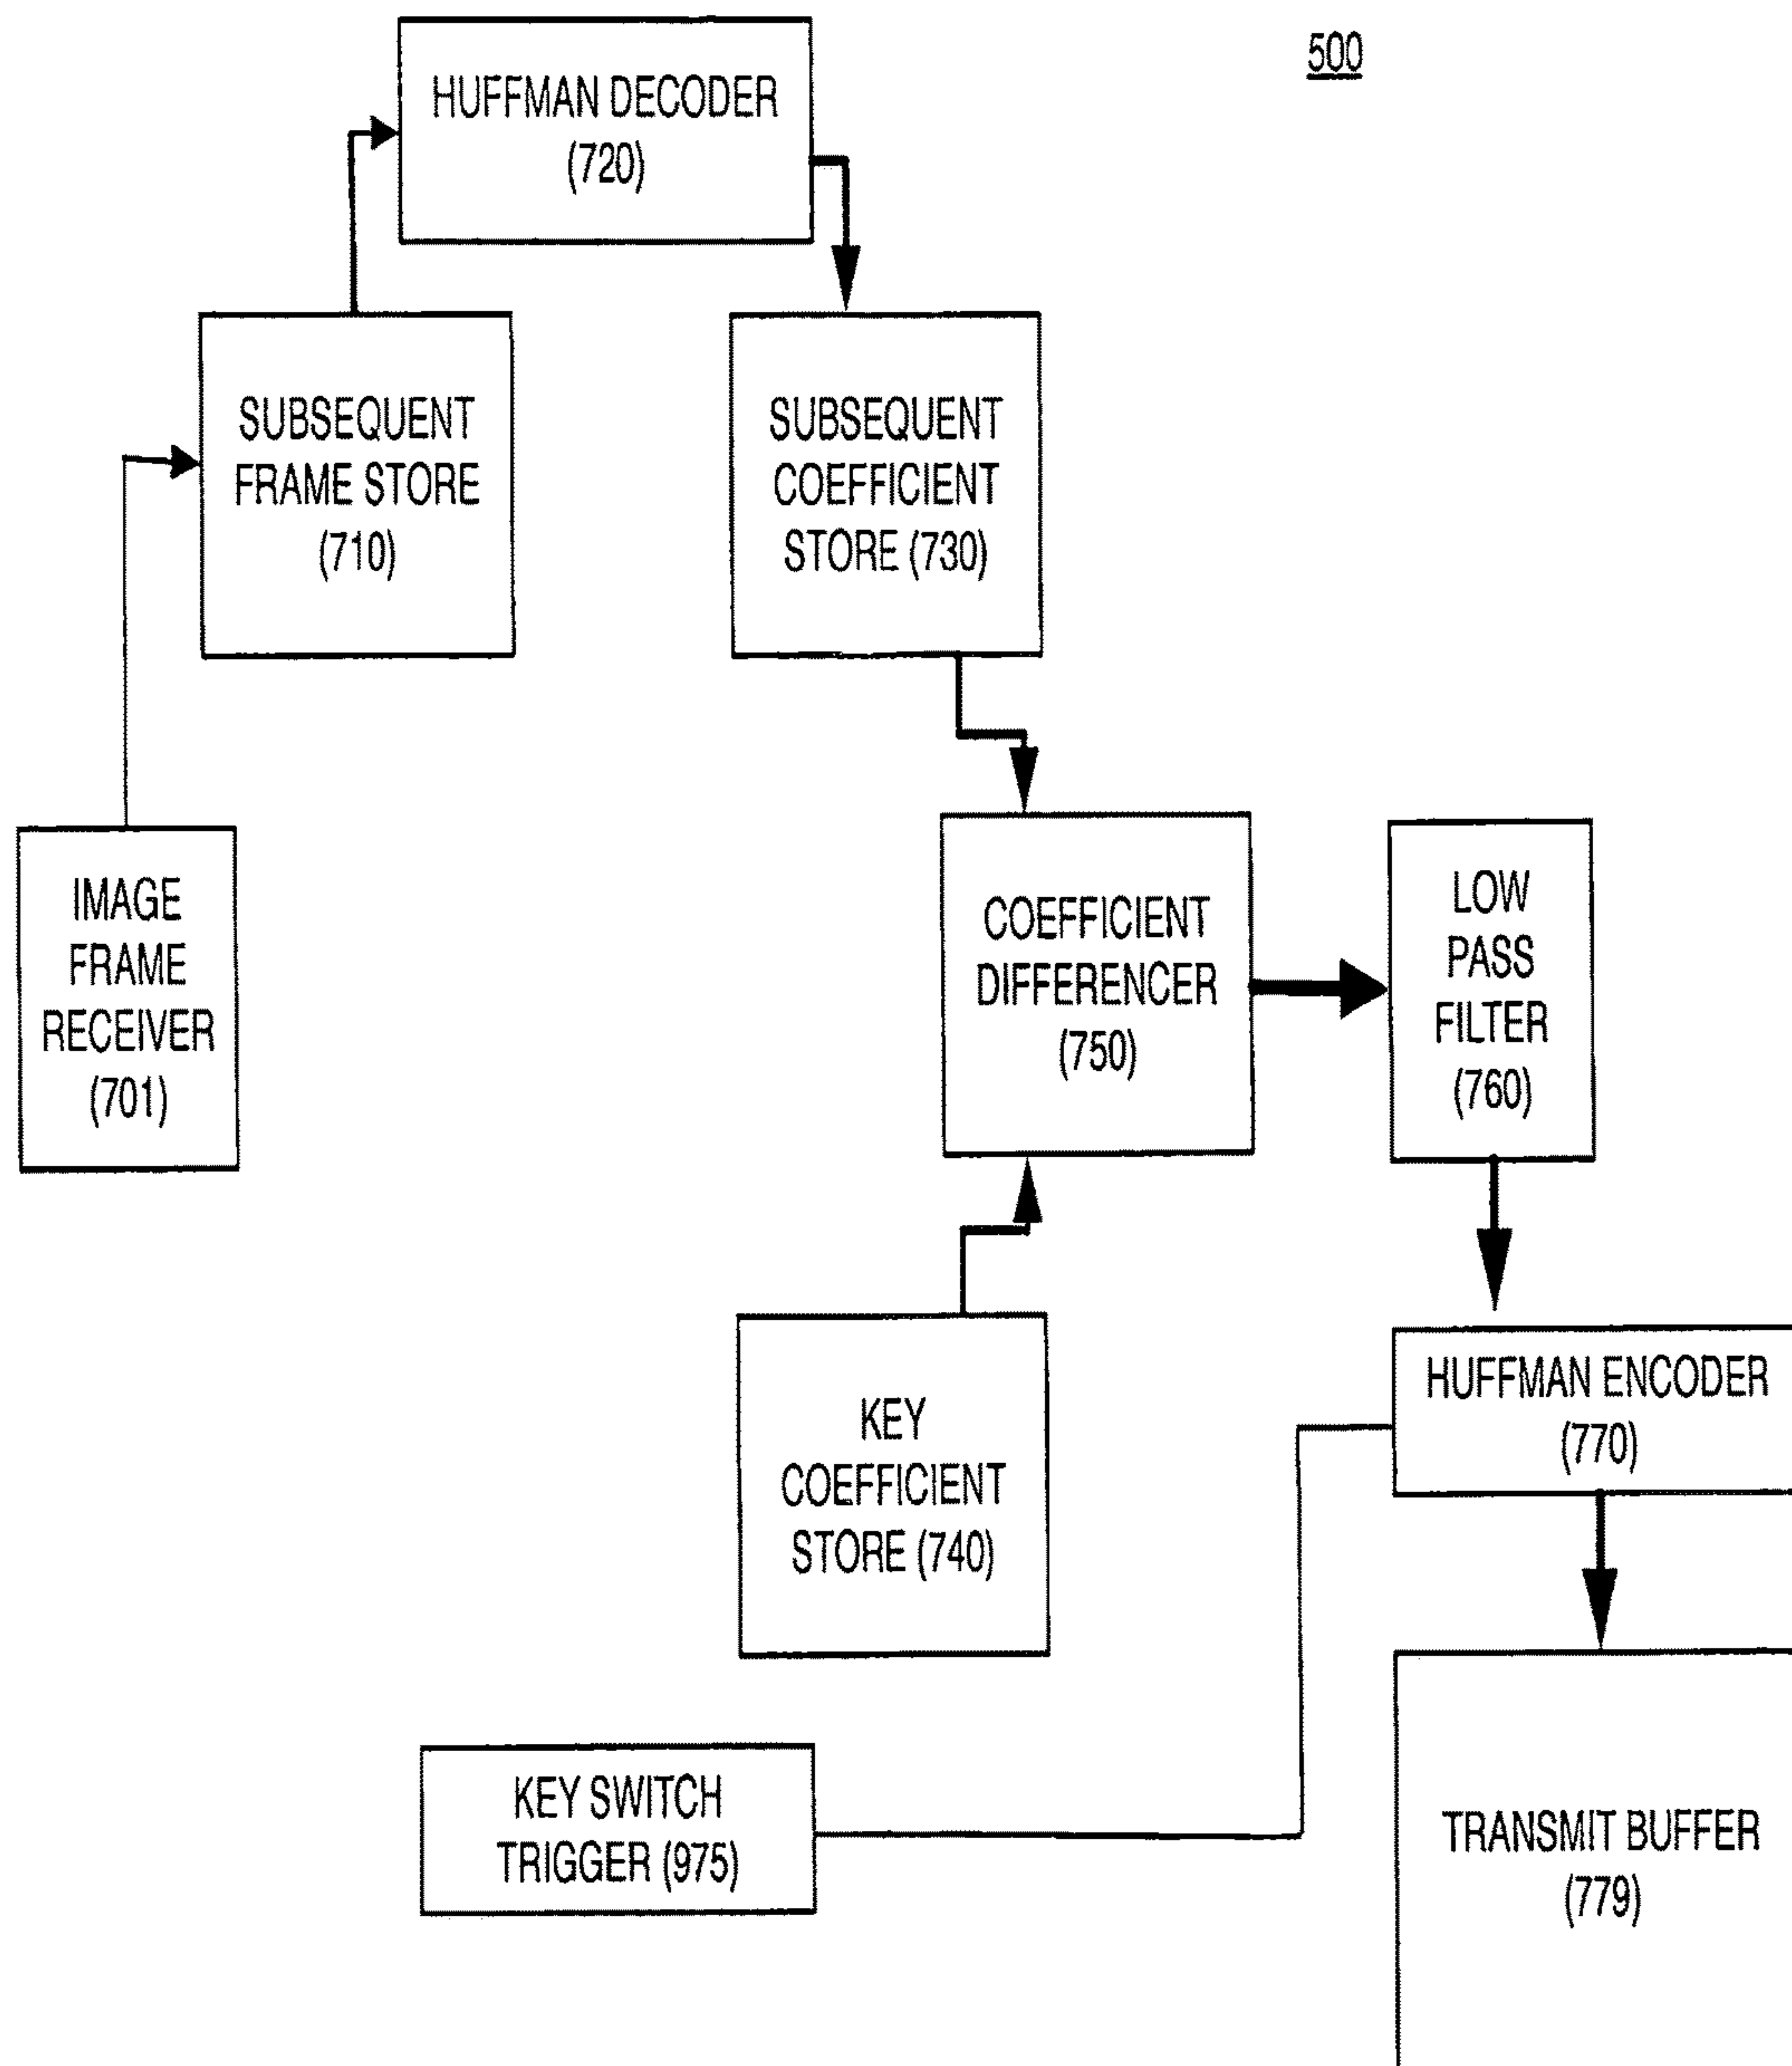 500
HUFFMAN DECODER
(720)
SUBSEQUENT
FRAME STORE
(710)
SUBSEQUENT
COEFFICIENT
STORE (730)
IMAGE
FRAME
RECEIVER
(701)
COEFFICIENT
DIFFERENCER
(750)
LOW
PASS
FILTER
(760)
KEY
COEFFICIENT
STORE (740)
HUFFMAN ENCODER
(770)
KEY SWITCH
TRIGGER (975)
TRANSMIT BUFFER
(779)